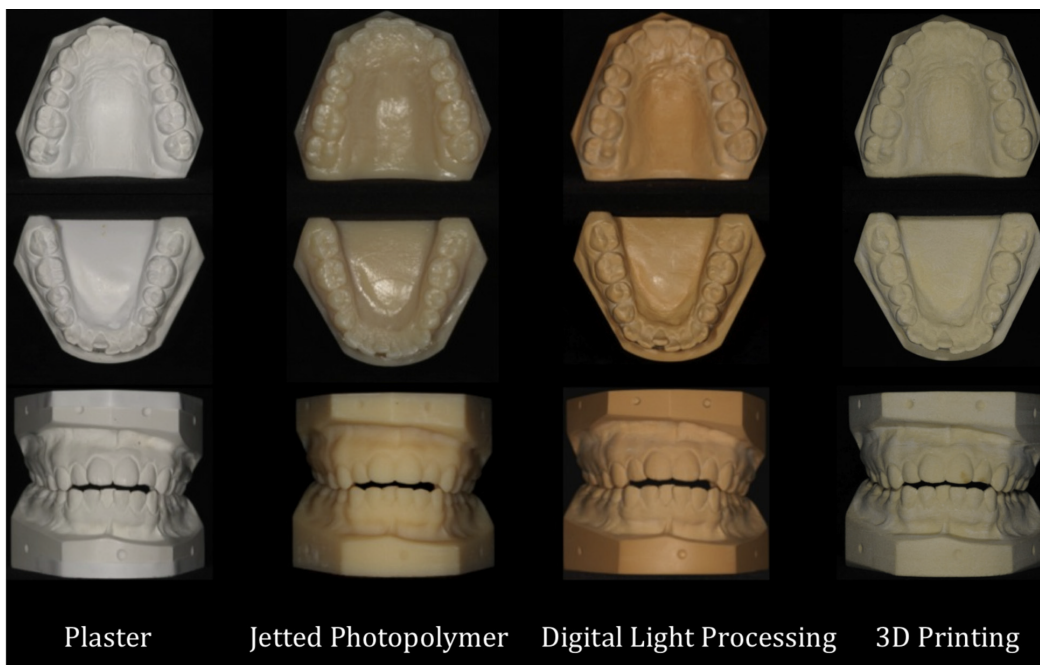 Plaster
Jetted Photopolymer
Digital Light Processing
3D Printing